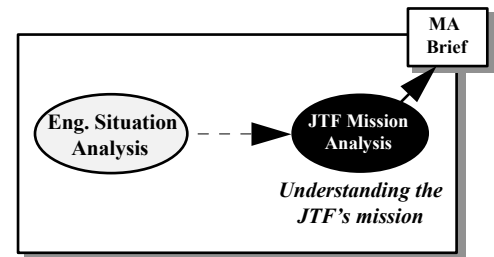 MA
Brief
Eng. Situation
Analysis
JTF Mission
Analysis
Understanding the
JTF's mission